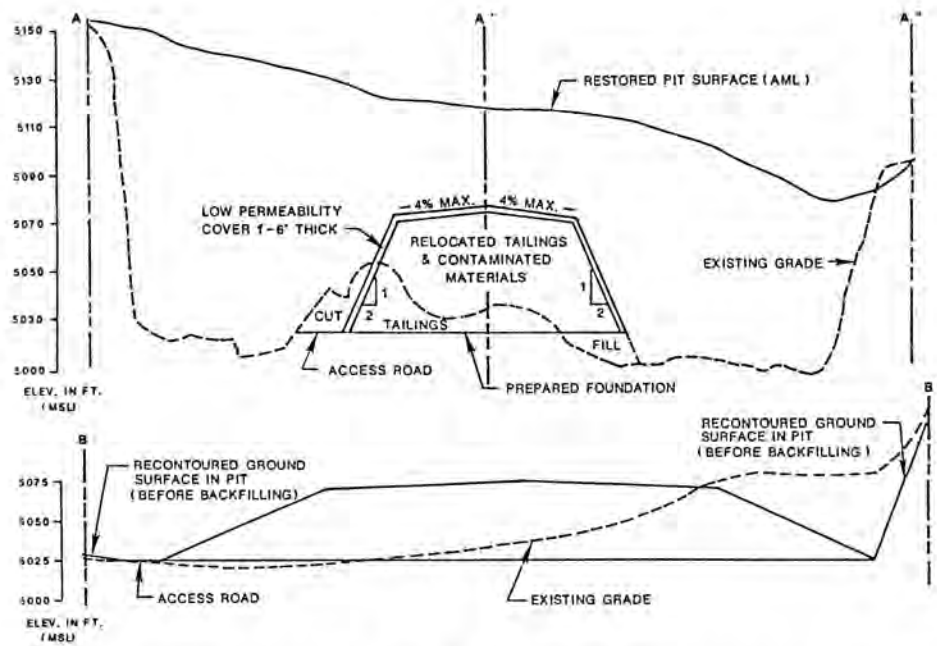 A
A'
A"
5150
5130
5110
5090
5070
5050
5030
5000
ELEV. IN FT.
(MSL)
RESTORED PIT SURFACE (AML)
4% MAX.
4% MAX.
LOW PERMEABILITY
COVER 1'-6" THICK
RELOCATED TAILINGS
& CONTAMINATED
MATERIALS
EXISTING GRADE
1
2
1
2
CUT
TAILINGS
FILL
ACCESS ROAD
PREPARED FOUNDATION
B
B
RECONTOURED GROUND
SURFACE IN PIT
(BEFORE BACKFILLING)
RECONTOURED GROUND
SURFACE IN PIT
(BEFORE BACKFILLING)
5075
5050
5025
5000
ACCESS ROAD
EXISTING GRADE
ELEV. IN FT.
(MSL)